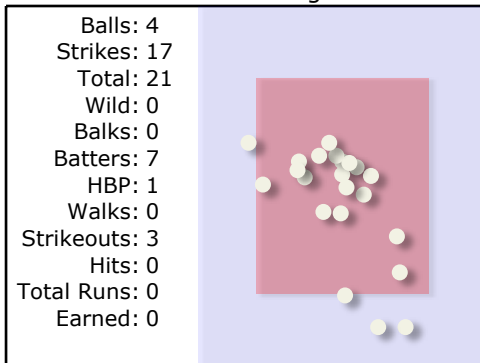 Balls: 4
Strikes: 17
Total: 21
Wild: 0
Balks: 0
Batters: 7
HBP: 1
Walks: 0
Strikeouts: 3
Hits: 0
Total Runs: 0
Earned: 0